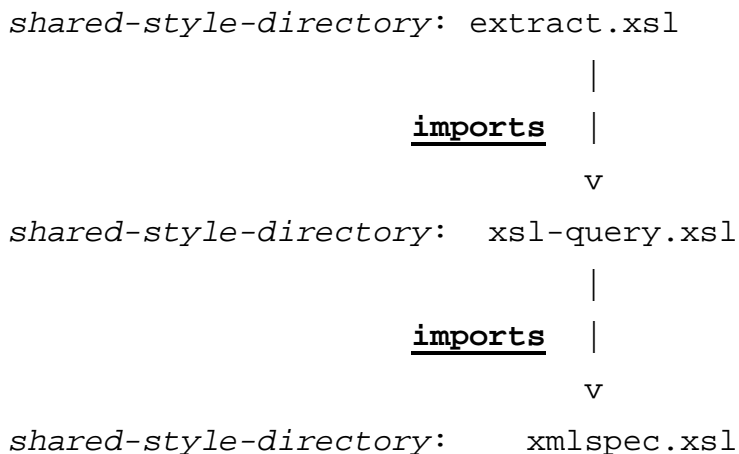 shared-style-directory: extract.xsl
|
imports |
v
shared-style-directory: xsl-query.xsl
|
imports |
v
shared-style-directory: xmlspec.xsl